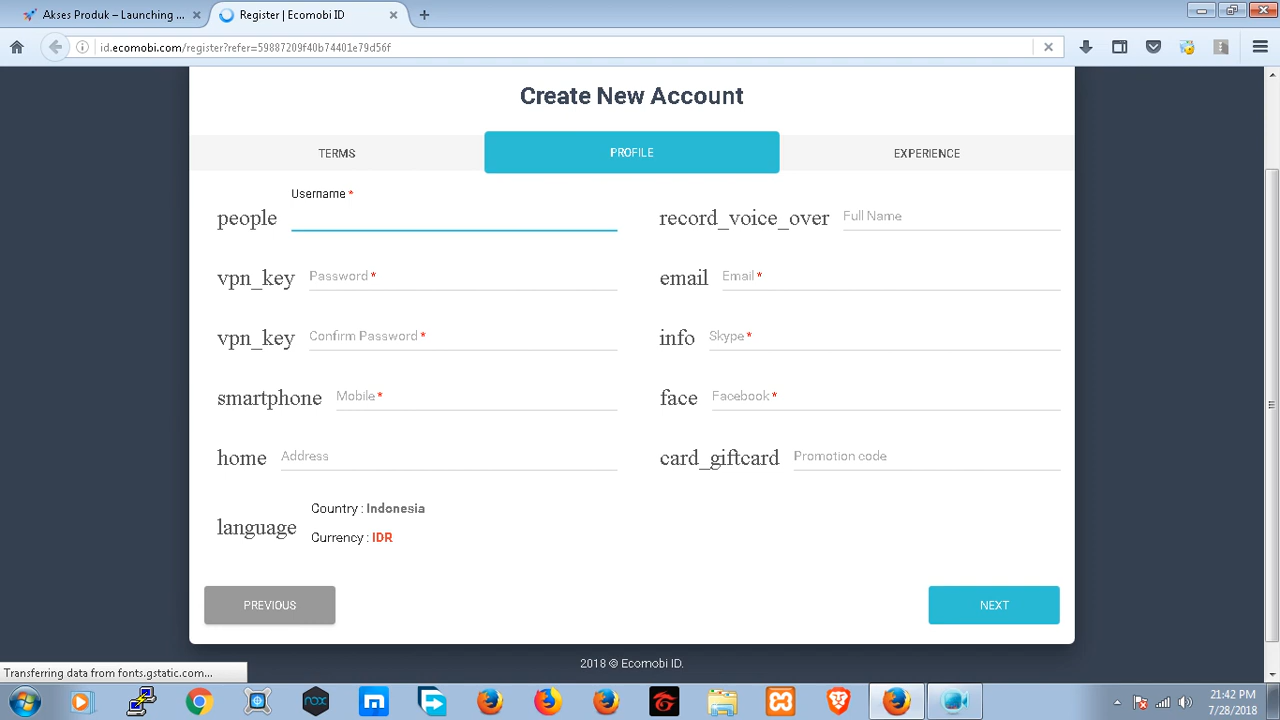 Akses Produk – Launching ...
Register | Ecomobi ID
id.ecomobi.com/register?refer=59887209f40b74401e79d56f
Create New Account
TERMS
PROFILE
EXPERIENCE
Username *
people
record_voice_over Full Name
vpn_key Password *
email Email *
vpn_key Confirm Password *
info Skype *
smartphone Mobile *
face Facebook *
home Address
card_giftcard Promotion code
language
Country : Indonesia
Currency : IDR
PREVIOUS
NEXT
2018 © Ecomobi ID.
Transferring data from fonts.gstatic.com...
nox
21:42 PM
7/28/2018